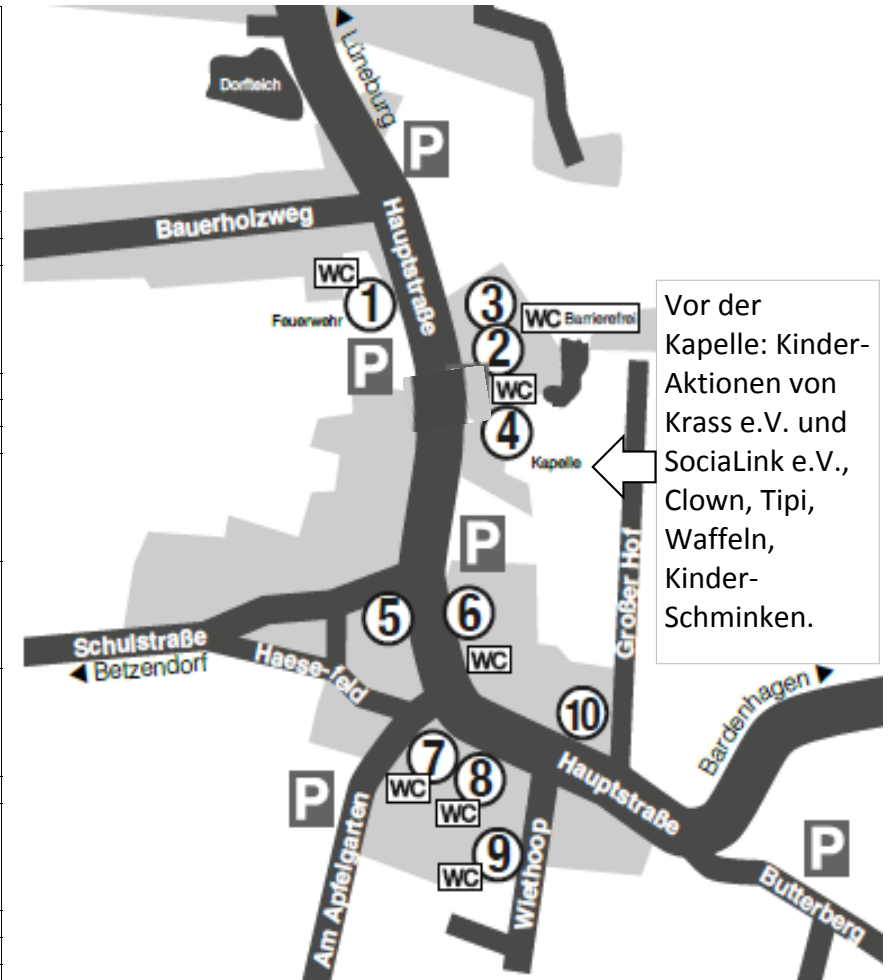 Lüneburg
Dorfteich
P
Hauptstraße
Bauerholzweg
WC
1
Feuerwehr
P
3
WC Barrierefrei
2
WC
4
Kapelle
Vor der
Kapelle: Kinder-
Aktionen von
Krass e.V. und
SociaLink e.V.,
Clown, Tipi,
Waffeln,
Kinder-
Schminken.
P
Großer Hof
5
6
Schulstraße
Betzendorf
Haese-feld
WC
10
Bardenhagen
7
WC
8
WC
Hauptstraße
P
Am Apfelgarten
9
WC
Wiethoop
P
Butterberg